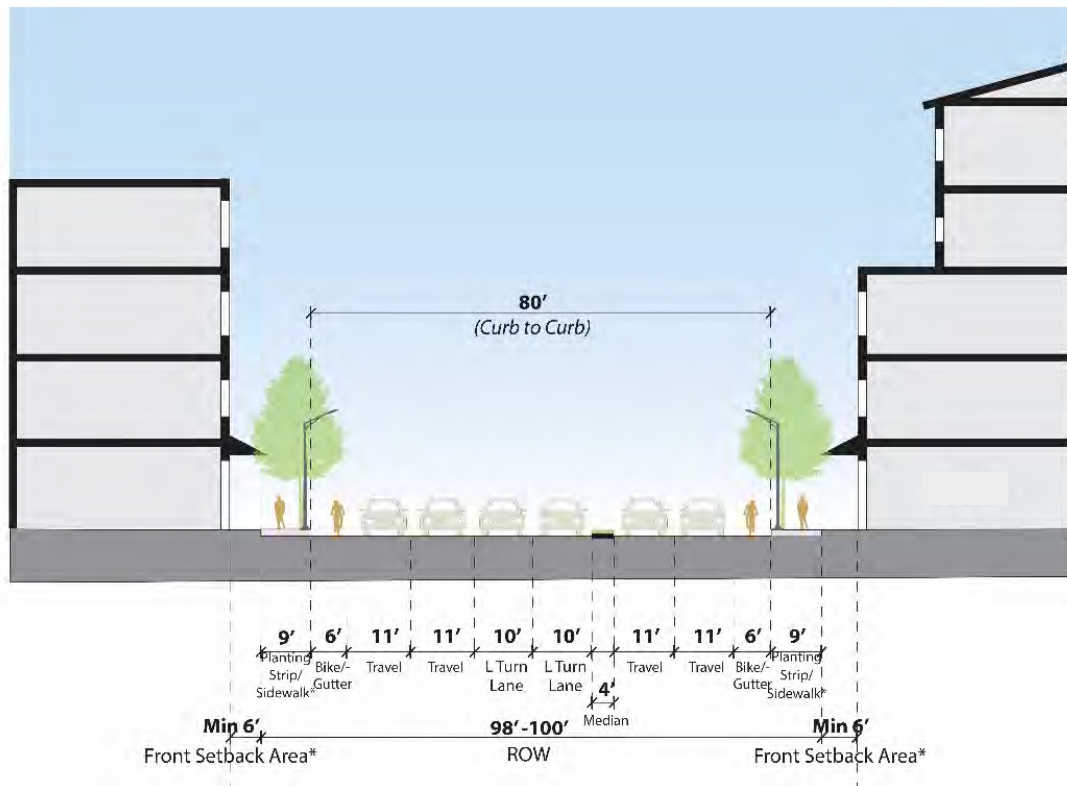 80’
(Curb to Curb)
9’ 6’ 11’ 11’ 10’ 10’ 11’ 11’ 6’ 9’
Planting
Strip/
Sidewalk*
Bike/-
Gutter
Travel
Travel
L Turn
Lane
L Turn
Lane
4’
Median
Travel
Travel
Bike/-
Gutter
Planting
Strip/
Sidewalk*
Min 6’
Front Setback Area*
98’-100’
ROW
Min 6’
Front Setback Area*